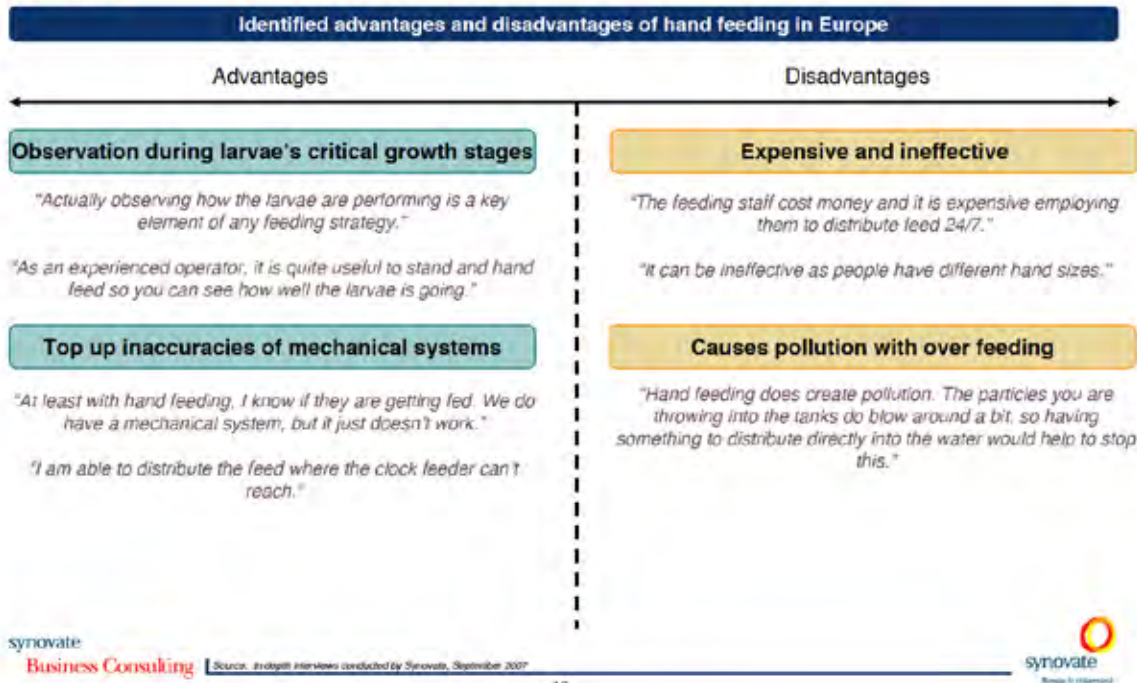 Identified advantages and disadvantages of hand feeding in Europe
Advantages
Disadvantages
Observation during larvae's critical growth stages
"Actually observing how the larvae are performing is a key
element of any feeding strategy."
"As an experienced operator, it is quite useful to stand and hand
feed so you can see how well the larvae is going."
Top up inaccuracies of mechanical systems
"At least with hand feeding, I know if they are getting fed. We do
have a mechanical system, but it just doesn't work."
"I am able to distribute the feed where the clock feeder can't
reach."
Expensive and ineffective
"The feeding staff cost money and it is expensive employing
them to distribute feed 24/7."
"It can be ineffective as people have different hand sizes."
Causes pollution with over feeding
"Hand feeding does create pollution. The particles you are
throwing into the tanks do blow around a bit, so having
something to distribute directly into the water would help to stop
this."
synovate
Business Consulting
Source: In-depth interviews conducted by Synovate, September 2007
synovate
Research reinvented